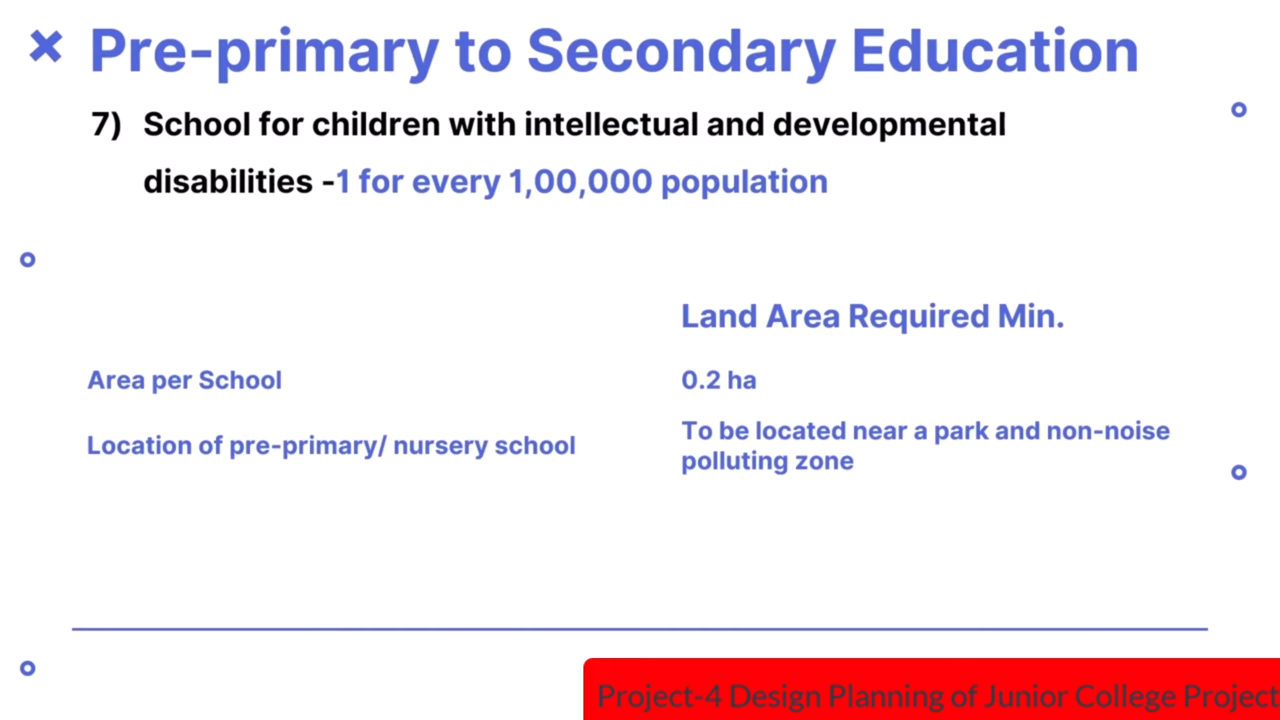 Pre-primary to Secondary Education
7) School for children with intellectual and developmental
disabilities -1 for every 1,00,000 population
Land Area Required Min.
Area per School 0.2 ha
Location of pre-primary/ nursery school To be located near a park and non-noise
polluting zone
Project-4 Design Planning of Junior College Project